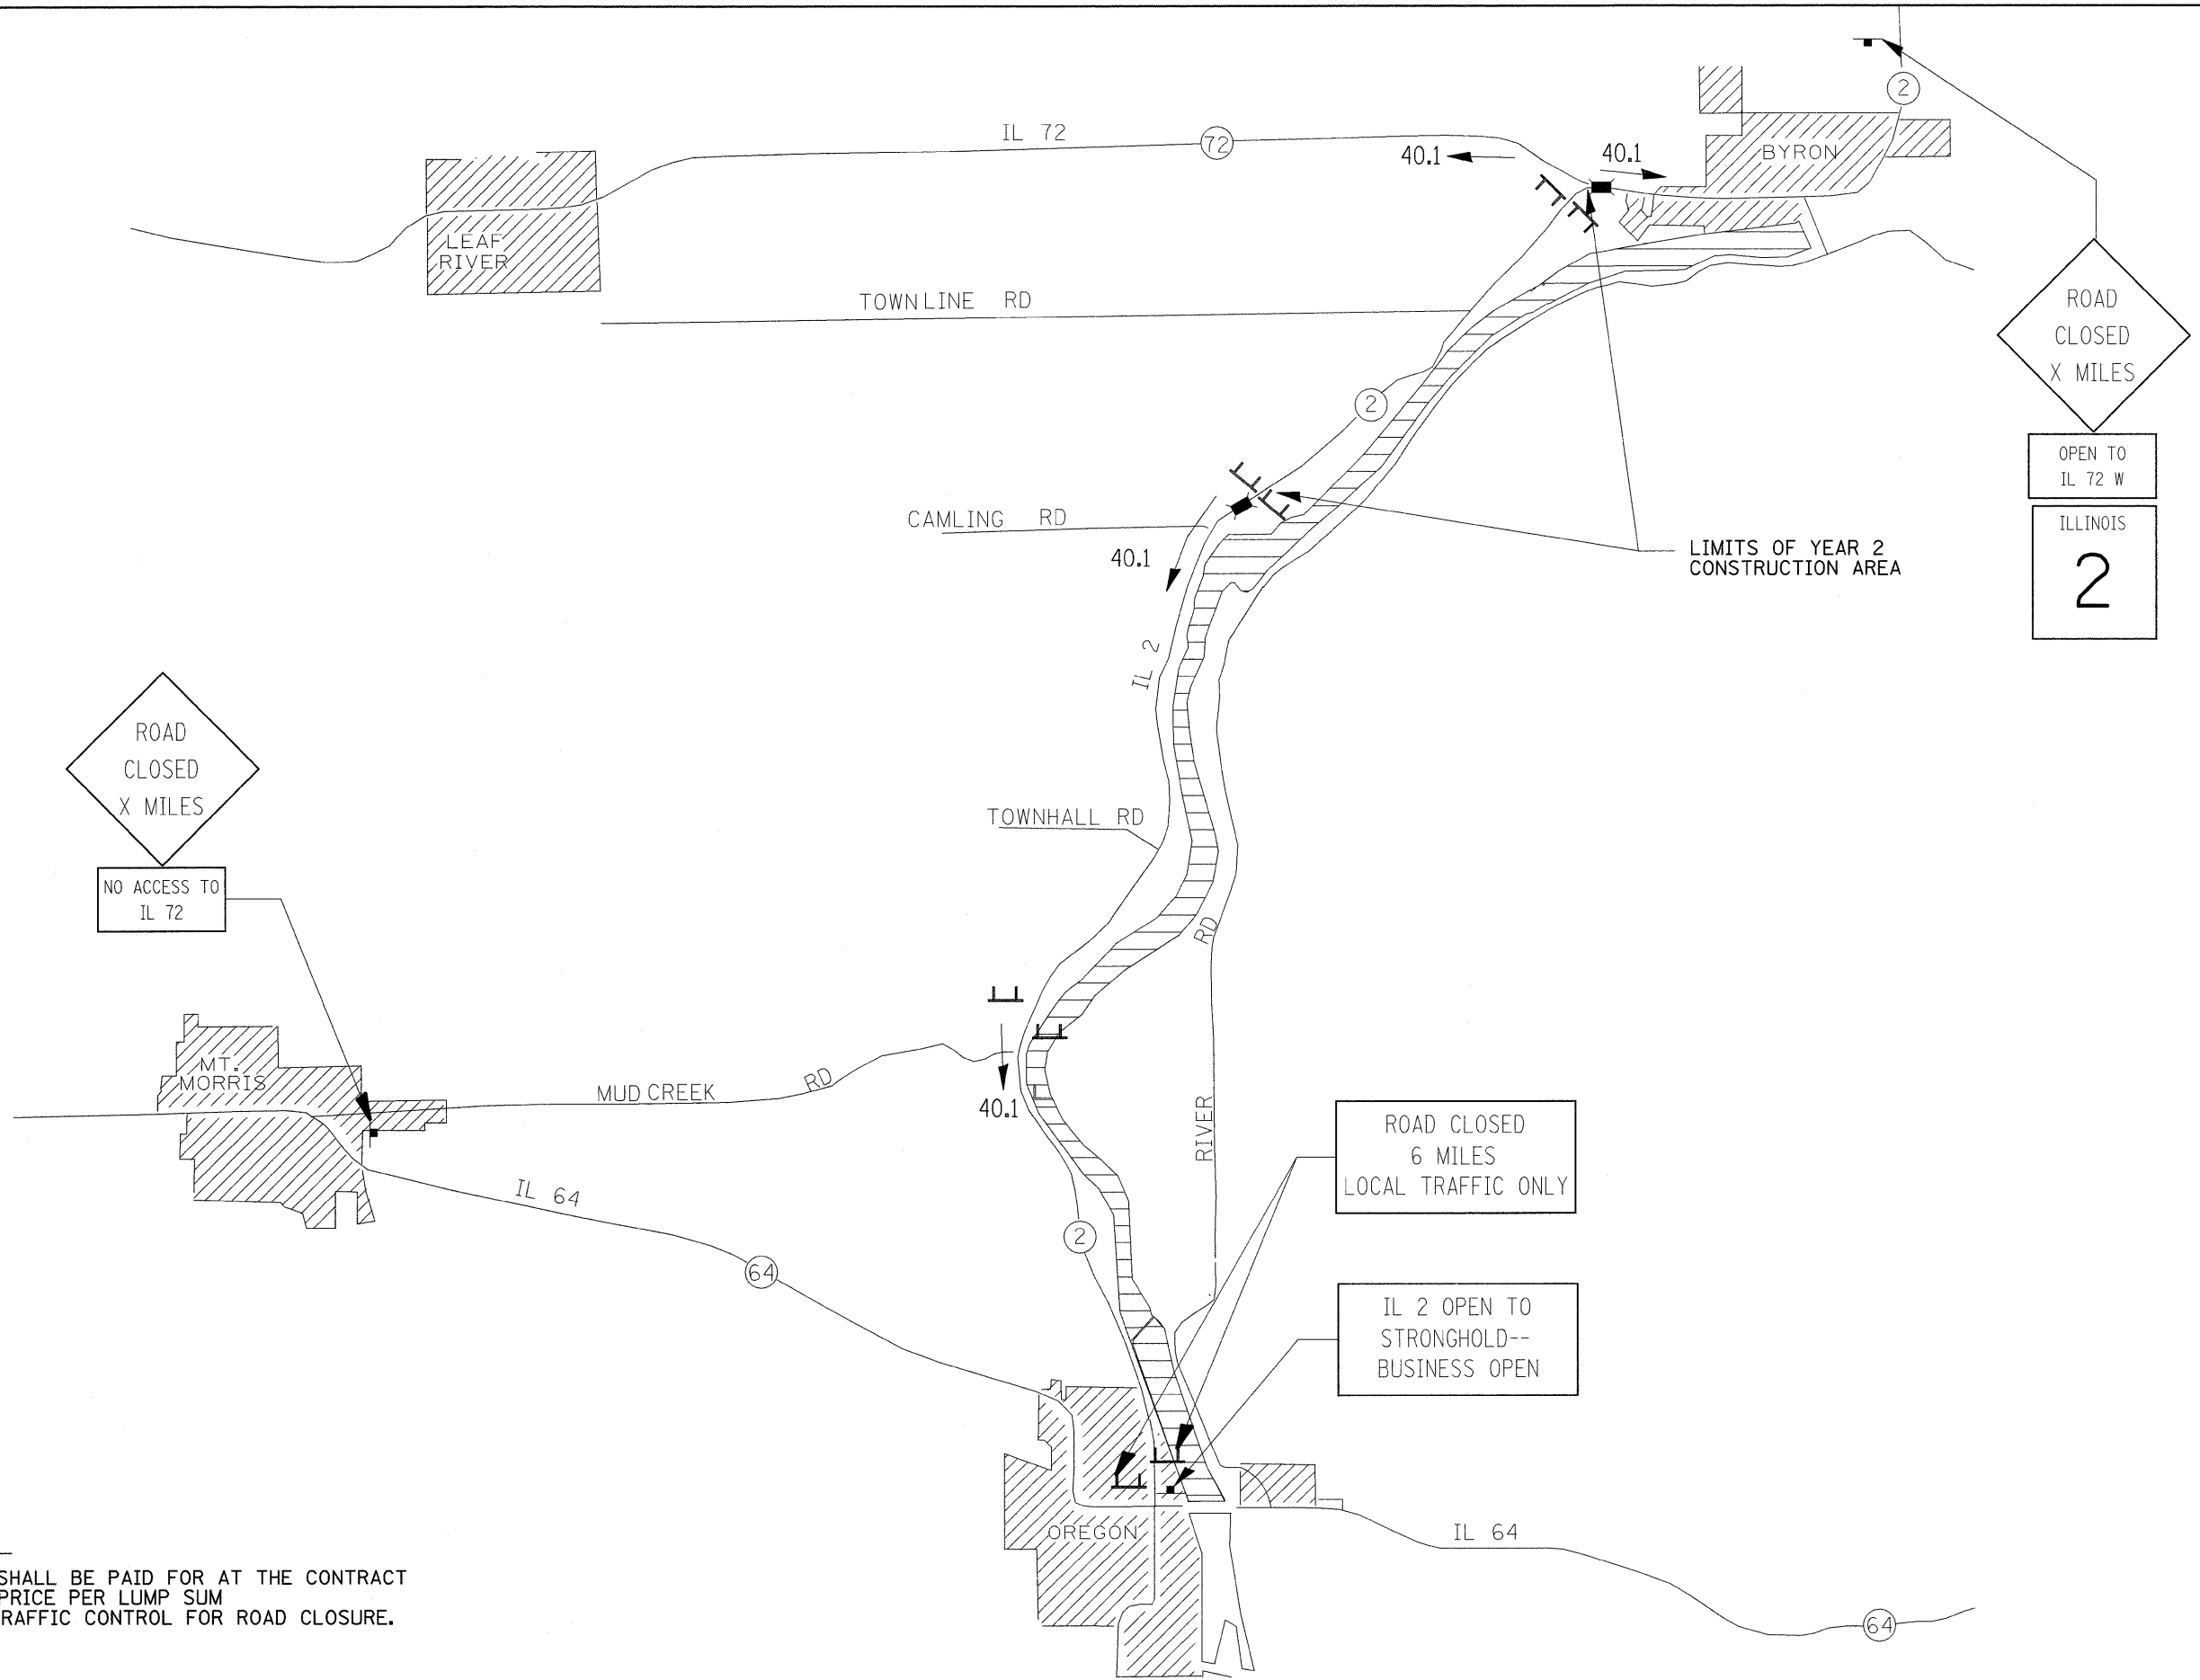 2
IL 72
72
40.1
40.1
BYRON
LEAF
RIVER
TOWNLINE RD
ROAD
CLOSED
X MILES
OPEN TO
IL 72 W
ILLINOIS
2
2
CAMLING RD
40.1
LIMITS OF YEAR 2
CONSTRUCTION AREA
IL 2
ROAD
CLOSED
X MILES
NO ACCESS TO
IL 72
TOWNHALL RD
RIVER RD
MT.
MORRIS
MUD CREEK RD
40.1
ROAD CLOSED
6 MILES
LOCAL TRAFFIC ONLY
IL 64
2
64
IL 2 OPEN TO
STRONGHOLD--
BUSINESS OPEN
OREGON
IL 64
64
SHALL BE PAID FOR AT THE CONTRACT
PRICE PER LUMP SUM
RAFFIC CONTROL FOR ROAD CLOSURE.